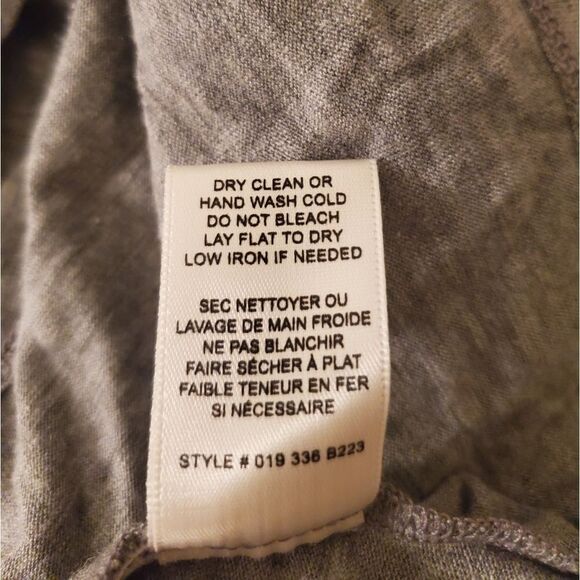 DRY CLEAN OR
HAND WASH COLD
DO NOT BLEACH
LAY FLAT TO DRY
LOW IRON IF NEEDED
SEC NETTOYER OU
LAVAGE DE MAIN FROIDE
NE PAS BLANCHIR
FAIRE SÉCHER À PLAT
FAIBLE TENEUR EN FER
SI NÉCESSAIRE
STYLE # 019 336 B223